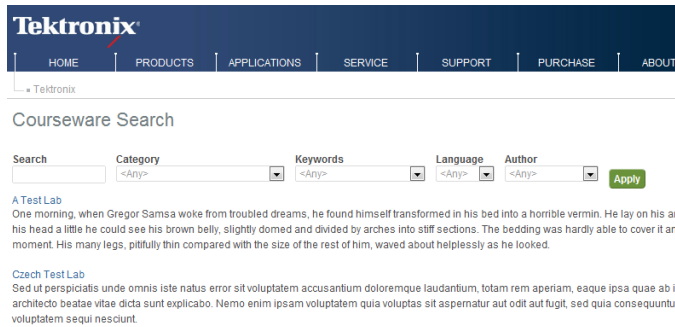 Tektronix
HOME PRODUCTS APPLICATIONS SERVICE SUPPORT PURCHASE ABOUT
Tektronix
Courseware Search
Search Category Keywords Language Author
<Any> <Any> <Any> <Any> Apply
A Test Lab
One morning, when Gregor Samsa woke from troubled dreams, he found himself transformed in his bed into a horrible vermin. He lay on his
his head a little he could see his brown belly, slightly domed and divided by arches into stiff sections. The bedding was hardly able to cover it
moment. His many legs, pitifully thin compared with the size of the rest of him, waved about helplessly as he looked.
Czech Test Lab
Sed ut perspiciatis unde omnis iste natus error sit voluptatem accusantium doloremque laudantium, totam rem aperiam, eaque ipsa quae ab
architecto beatae vitae dicta sunt explicabo. Nemo enim ipsam voluptatem quia voluptas sit aspernatur aut odit aut fugit, sed quia consequuntu
voluptatem sequi nesciunt.